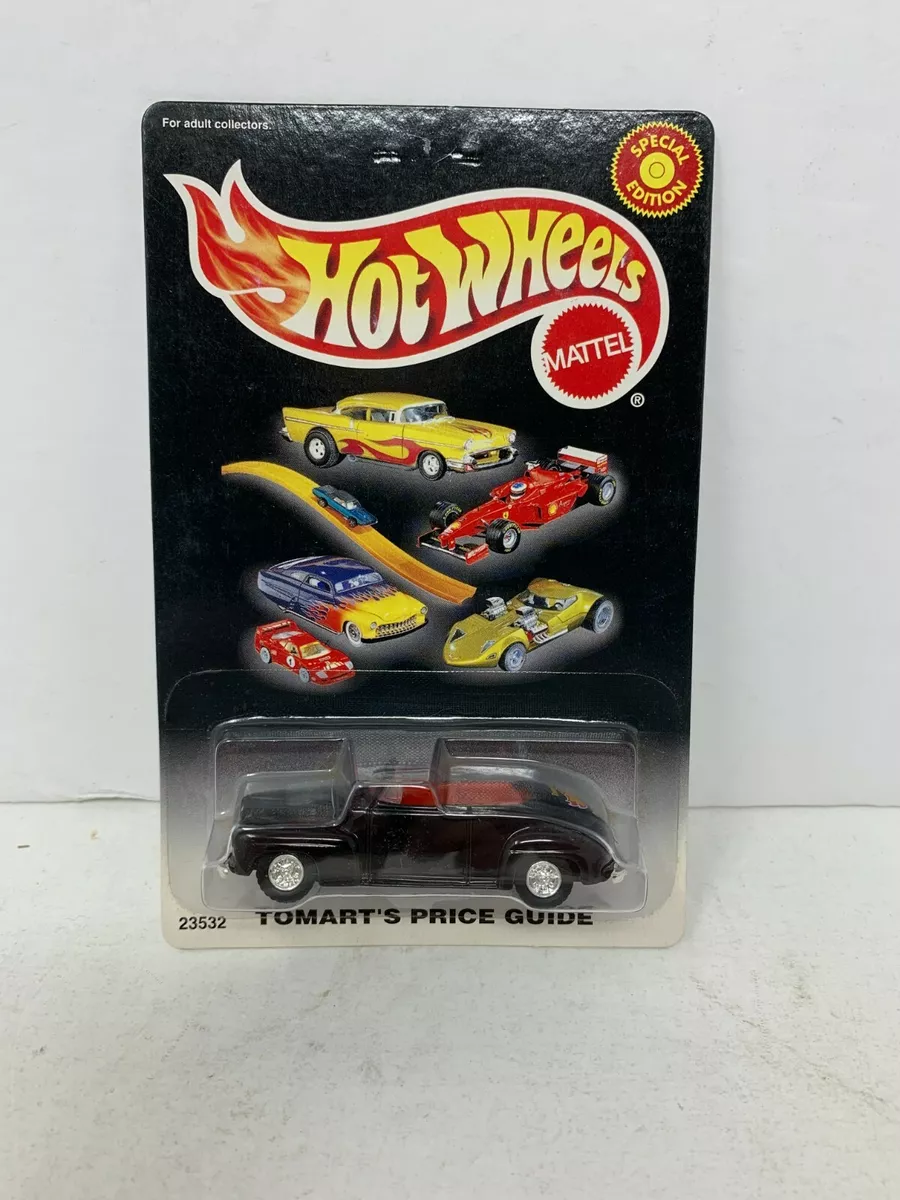 For adult collectors.
SPECIAL
EDITION
HOT WHEELS
MATTEL
®
23532
TOMART'S PRICE GUIDE